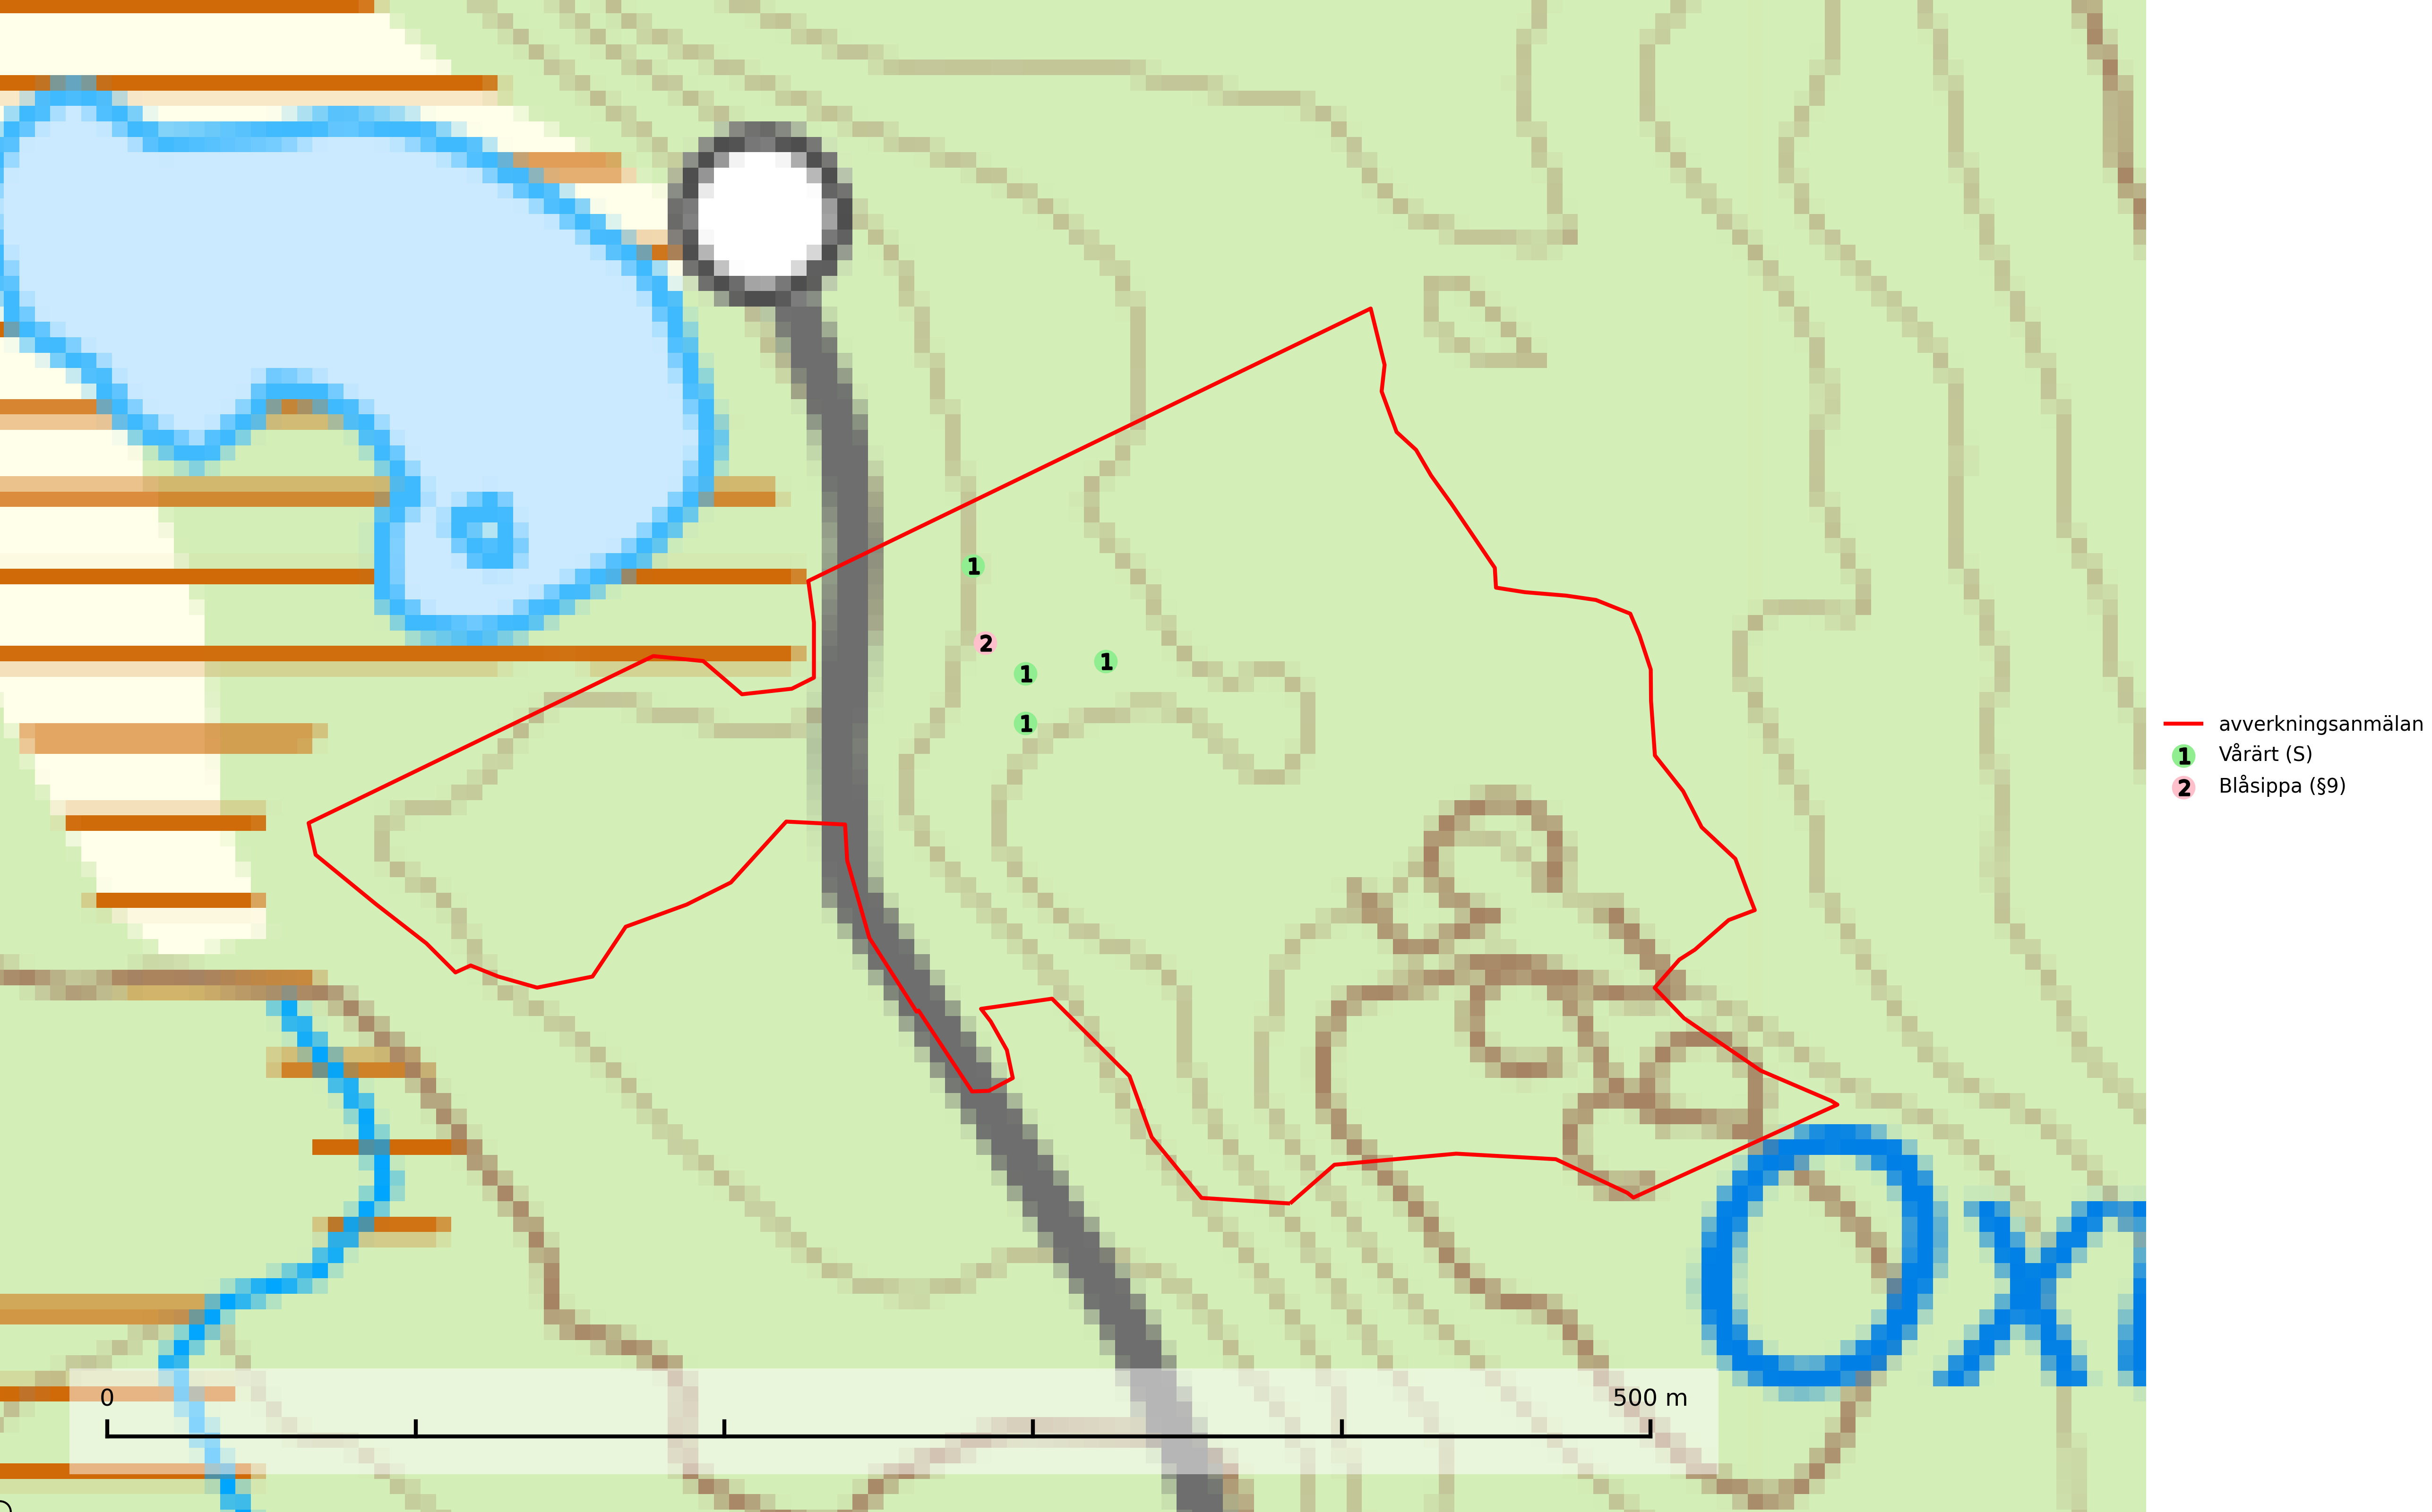 1
2
1
1
1
avverkningsanmälan
1 Vårärt (S)
2 Blåsippa (§9)
Ox
0 500 m